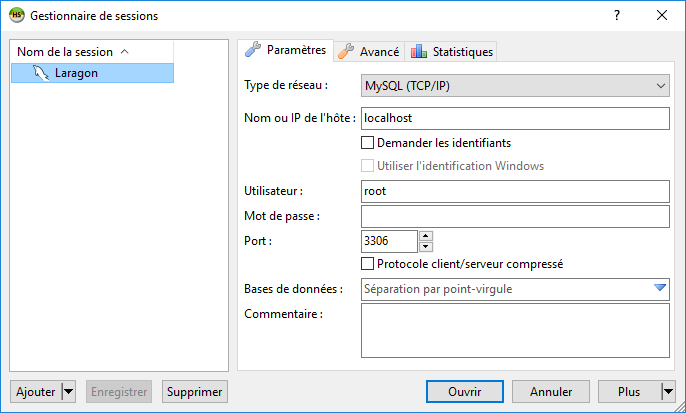 Gestionnaire de sessions
Nom de la session
Laragon
Paramètres Avancé Statistiques
Type de réseau : MySQL (TCP/IP)
Nom ou IP de l'hôte : localhost
Demander les identifiants
Utiliser l'identification Windows
Utilisateur : root
Mot de passe :
Port : 3306
Protocole client/serveur compressé
Bases de données : Séparation par point-virgule
Commentaire :
Ajouter Enregistrer Supprimer Ouvrir Annuler Plus